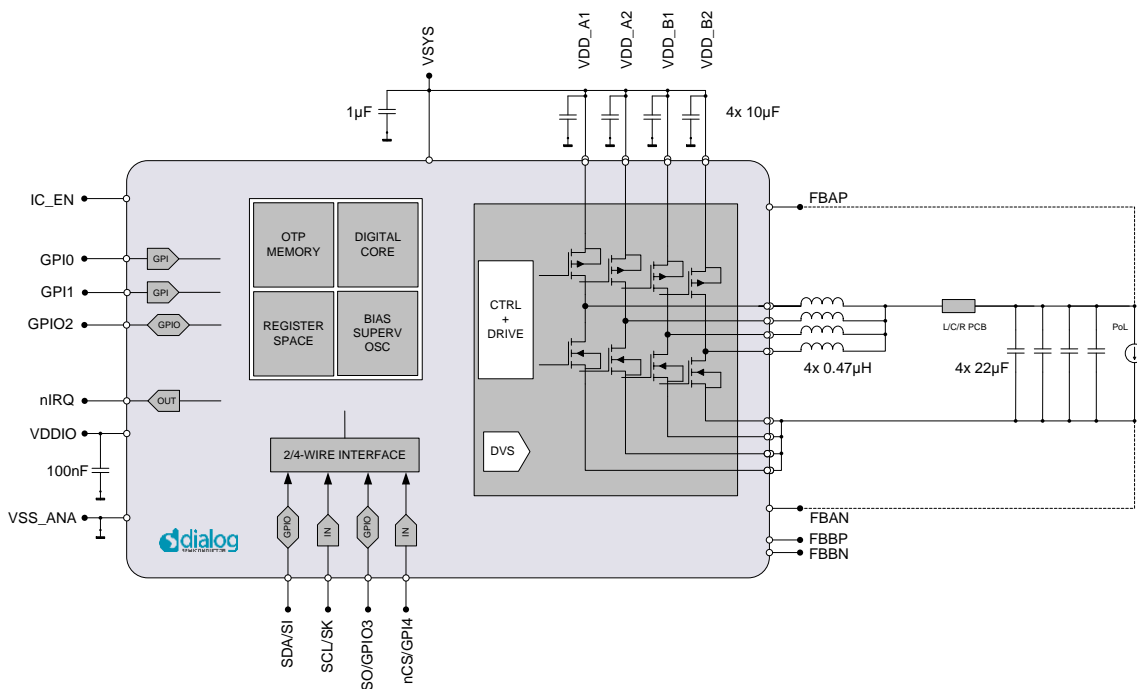 VSYS
VDD_A1
VDD_A2
VDD_B1
VDD_B2
1µF
4x 10µF
IC_EN
FBAP
OTP
MEMORY
DIGITAL
CORE
GPI0
GPI
GPI1
GPI
GPIO2
GPIO
REGISTER
SPACE
BIAS
SUPERV
OSC
CTRL
+
DRIVE
L/C/R PCB
PoL
4x 0.47µH
4x 22µF
nIRQ
OUT
VDDIO
100nF
2/4-WIRE INTERFACE
DVS
VSS_ANA
GPIO
IN
GPIO
IN
dialog
SEMICONDUCTOR
FBAN
FBBP
FBBN
SDA/SI
SCL/SK
SO/GPIO3
nCS/GPI4